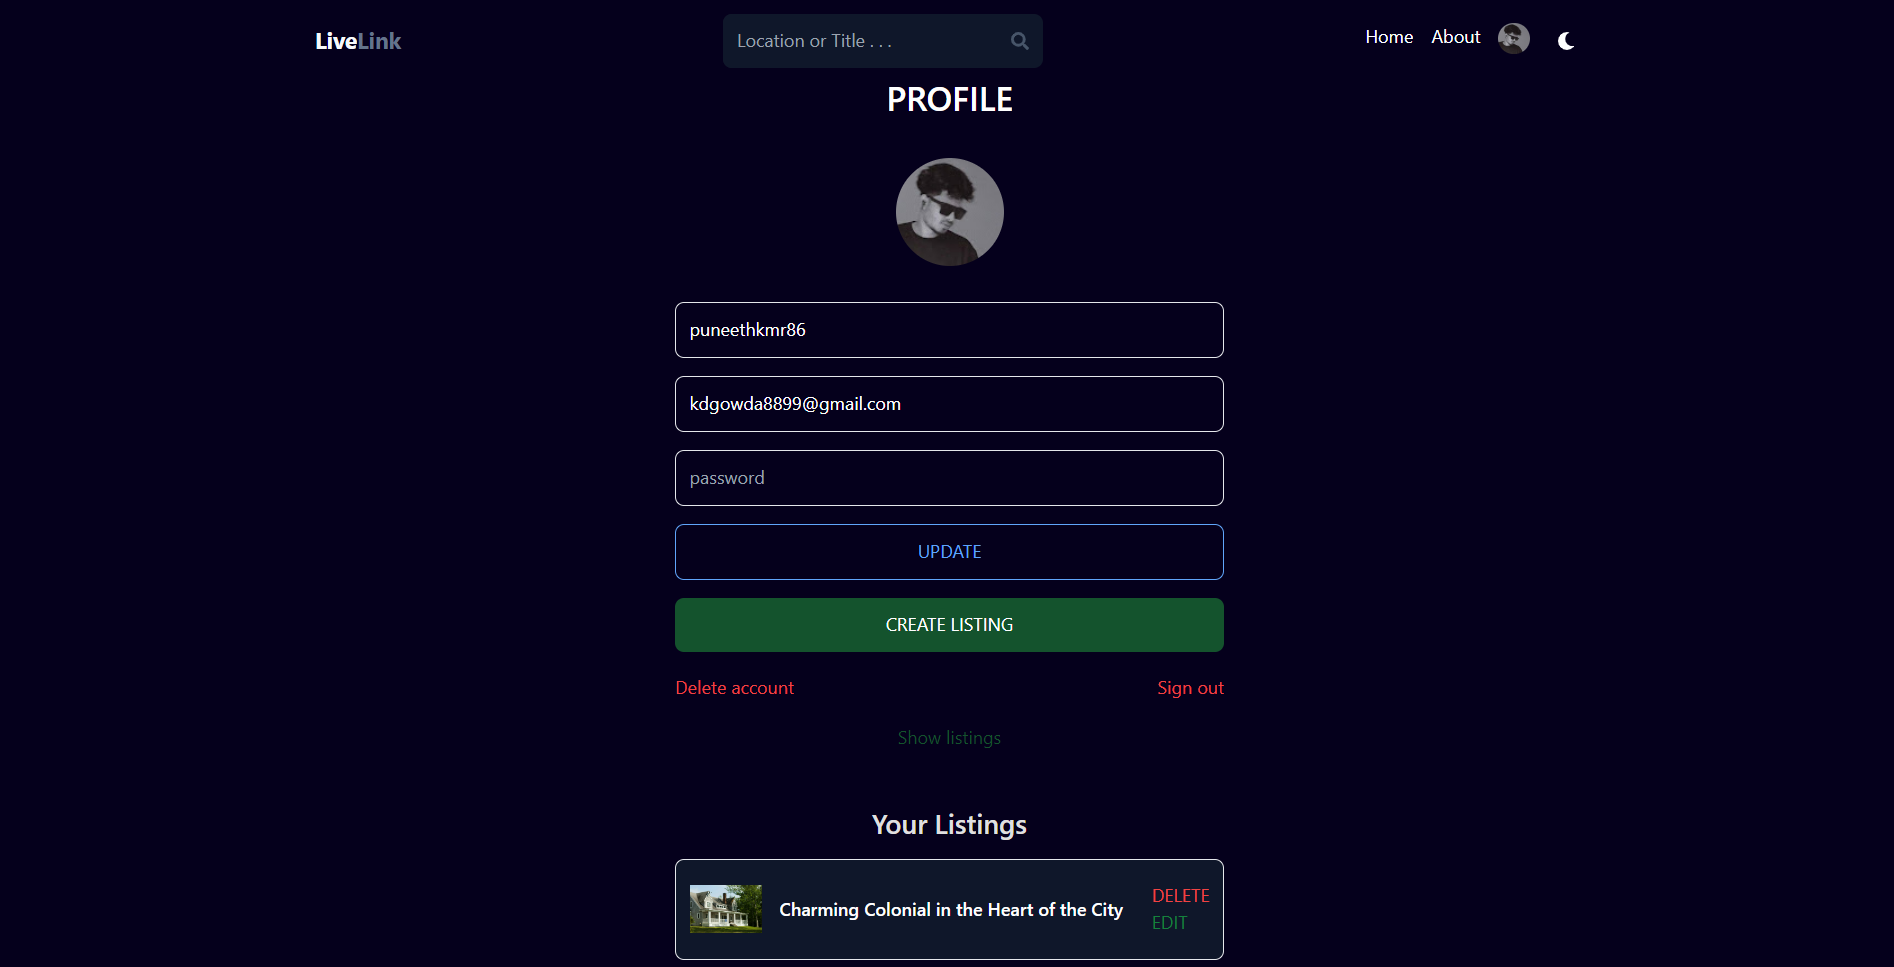 LiveLink
Location or Title . . .
Home
About
PROFILE
puneethkmr86
kdgowda8899@gmail.com
password
UPDATE
CREATE LISTING
Delete account
Sign out
Show listings
Your Listings
Charming Colonial in the Heart of the City
DELETE
EDIT